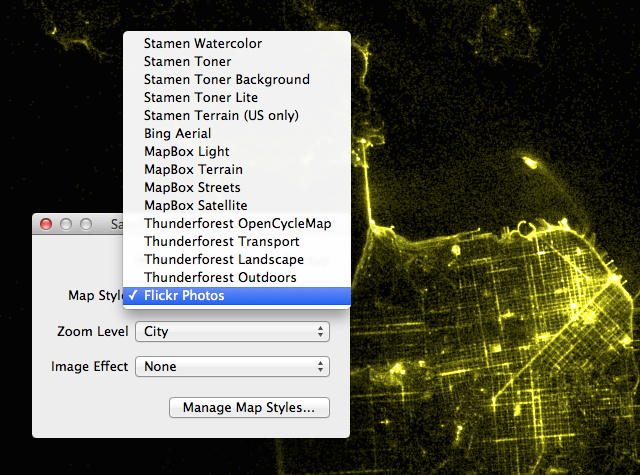 Stamen Watercolor
Stamen Toner
Stamen Toner Background
Stamen Toner Lite
Stamen Terrain (US only)
Bing Aerial
MapBox Light
MapBox Terrain
MapBox Streets
MapBox Satellite
Thunderforest OpenCycleMap
Thunderforest Transport
Thunderforest Landscape
Thunderforest Outdoors
Map Style ✓ Flickr Photos
Zoom Level City
Image Effect None
Manage Map Styles...